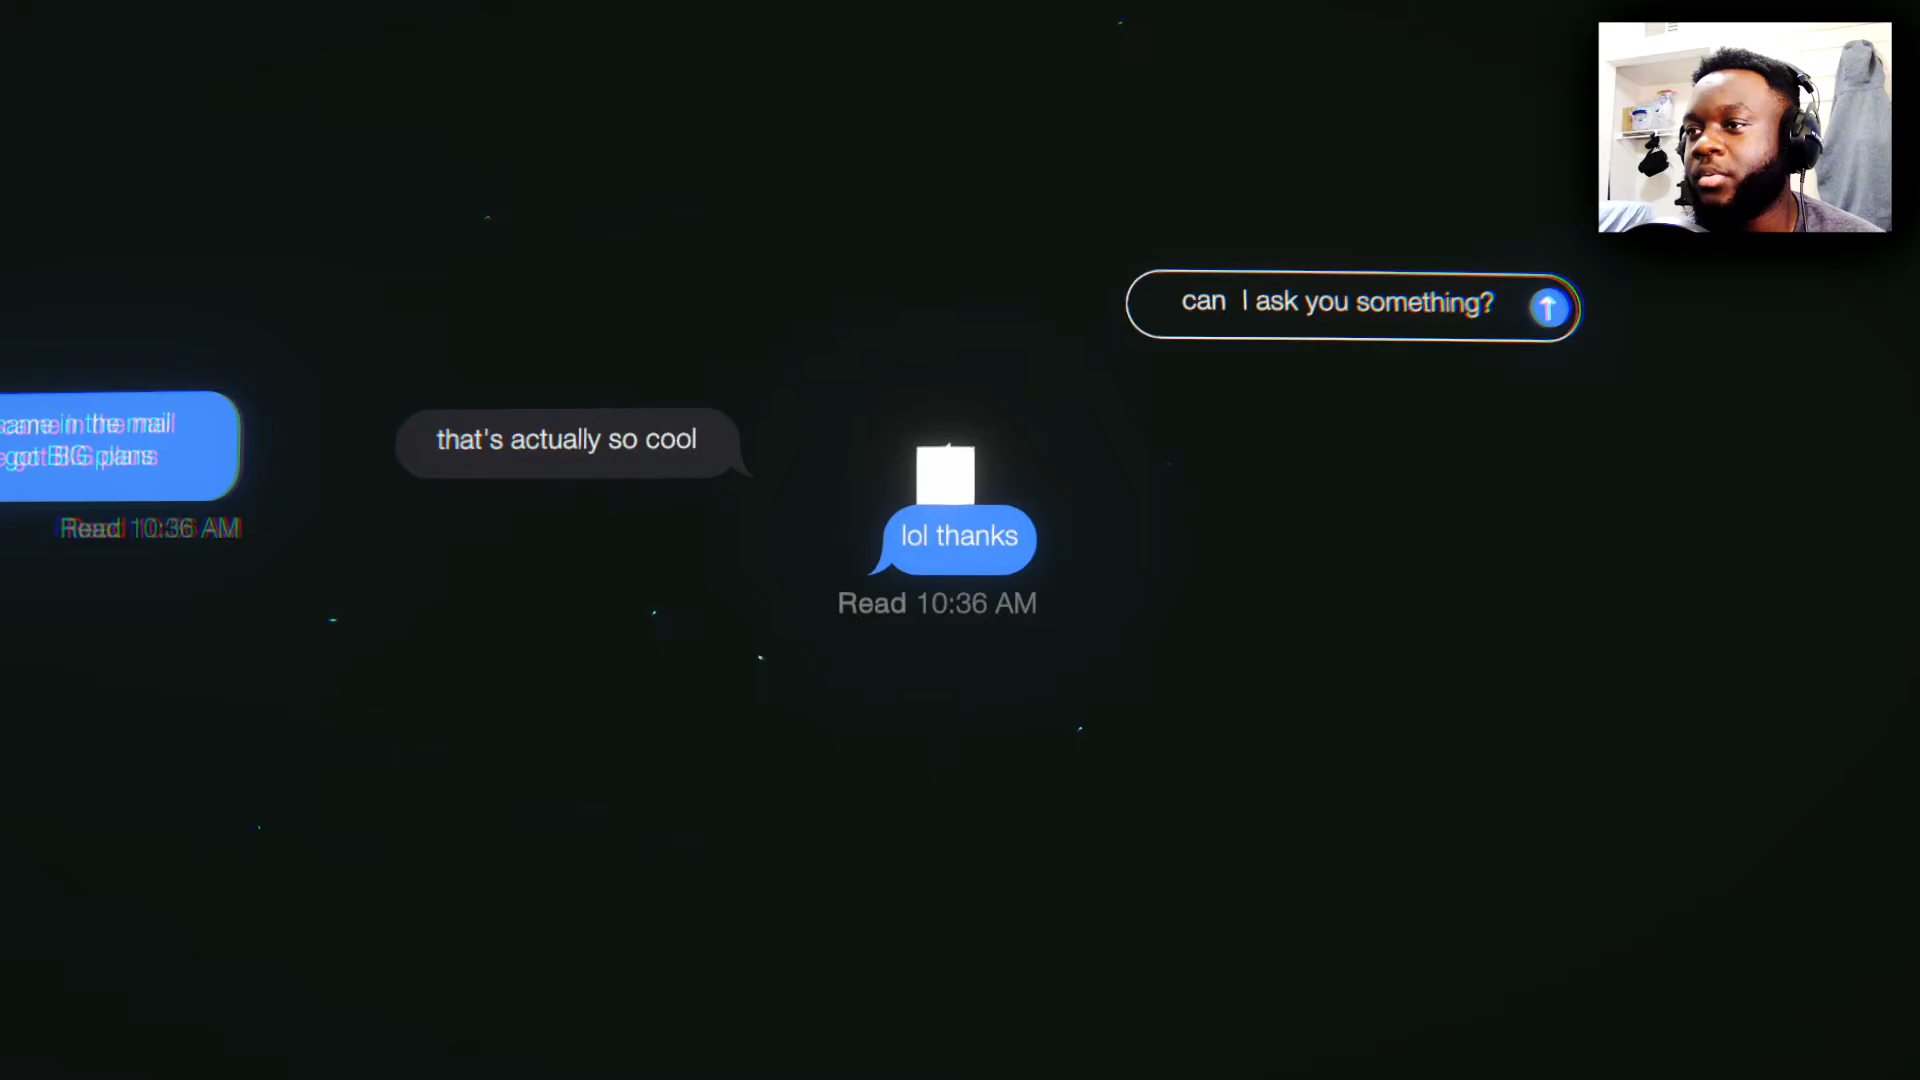 came in the mail
got BIG plans
Read 10:36 AM
that's actually so cool
lol thanks
Read 10:36 AM
can I ask you something?